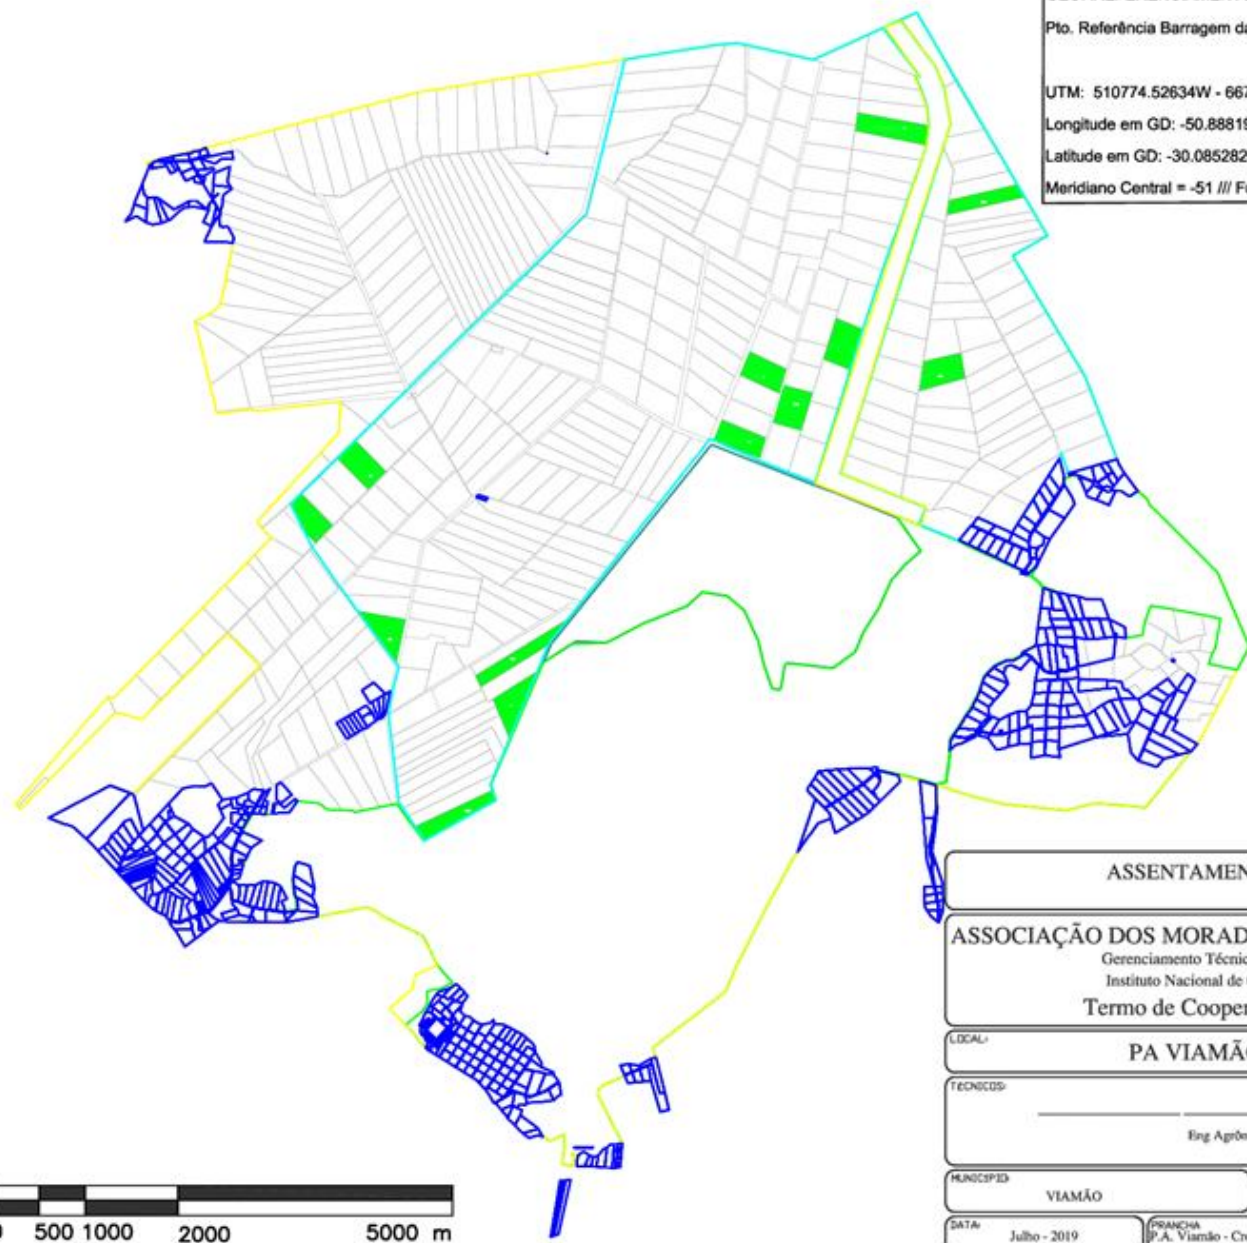 Pto. Referência Barragem da
UTM: 510774.52634W - 667
Longitude em GD: -50.88819
Latitude em GD: -30.085282
Meridiano Central = -51 /// F
ASSENTAMEN
ASSOCIAÇÃO DOS MORAD
Gerenciamento Técnic
Instituto Nacional de
Termo de Cooper
LOCAL:
PA VIAMÃO
TECNICOS:
Eng Agrôn
MUNICIPIO:
VIAMÃO
DATA:
Julho - 2019
PRANCHA
P.A. Viamão - Cr
0 500 1000 2000 5000 m